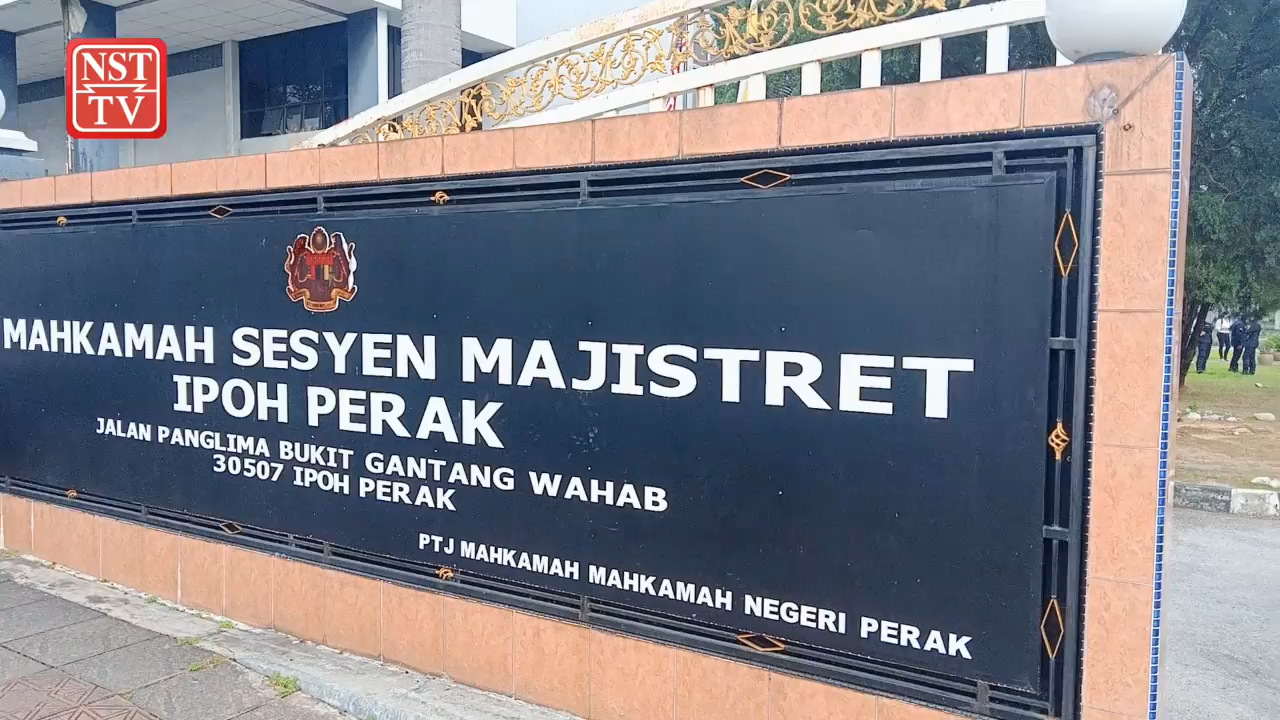 NST
TV
MAHKAMAH SESYEN MAJISTRET
IPOH PERAK
JALAN PANGLIMA BUKIT GANTANG WAHAB
30507 IPOH PERAK
PTJ MAHKAMAH MAHKAMAH NEGERI PERAK